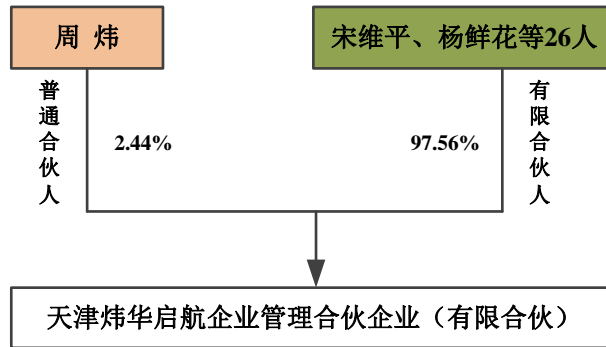 周 炜
宋维平、杨鲜花等26人
普通合伙人
2.44%
97.56%
有限合伙人
天津炜华启航企业管理合伙企业（有限合伙）